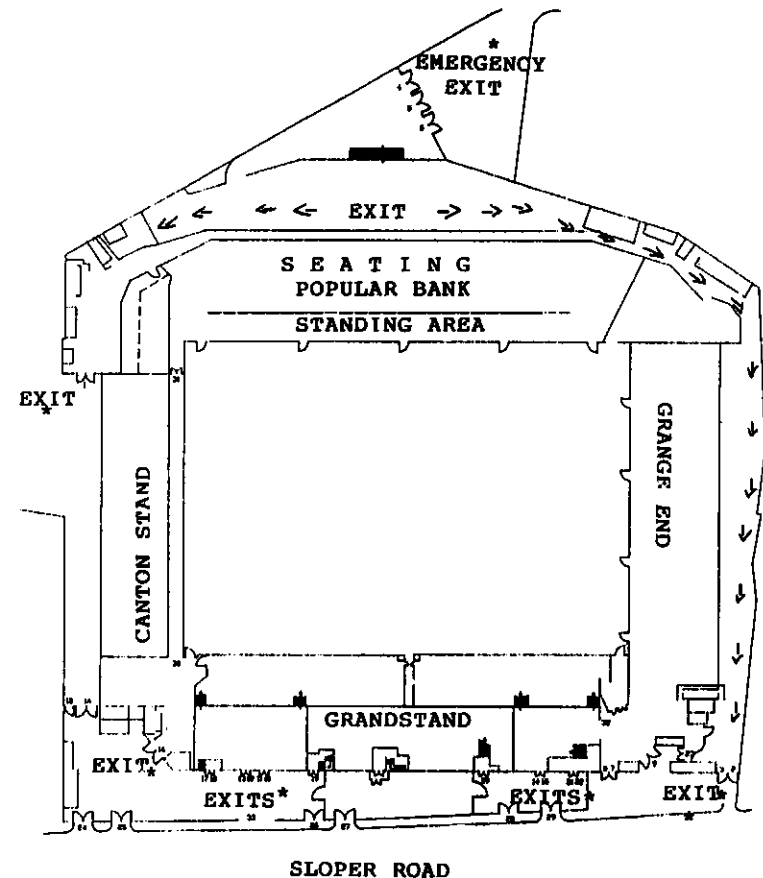 *
EMERGENCY
EXIT
EXIT
SEATING
POPULAR BANK
STANDING AREA
EXIT
*
CANTON STAND
GRANGE END
GRANDSTAND
EXIT*
EXITS*
EXITS*
EXIT*
*
SLOPER ROAD